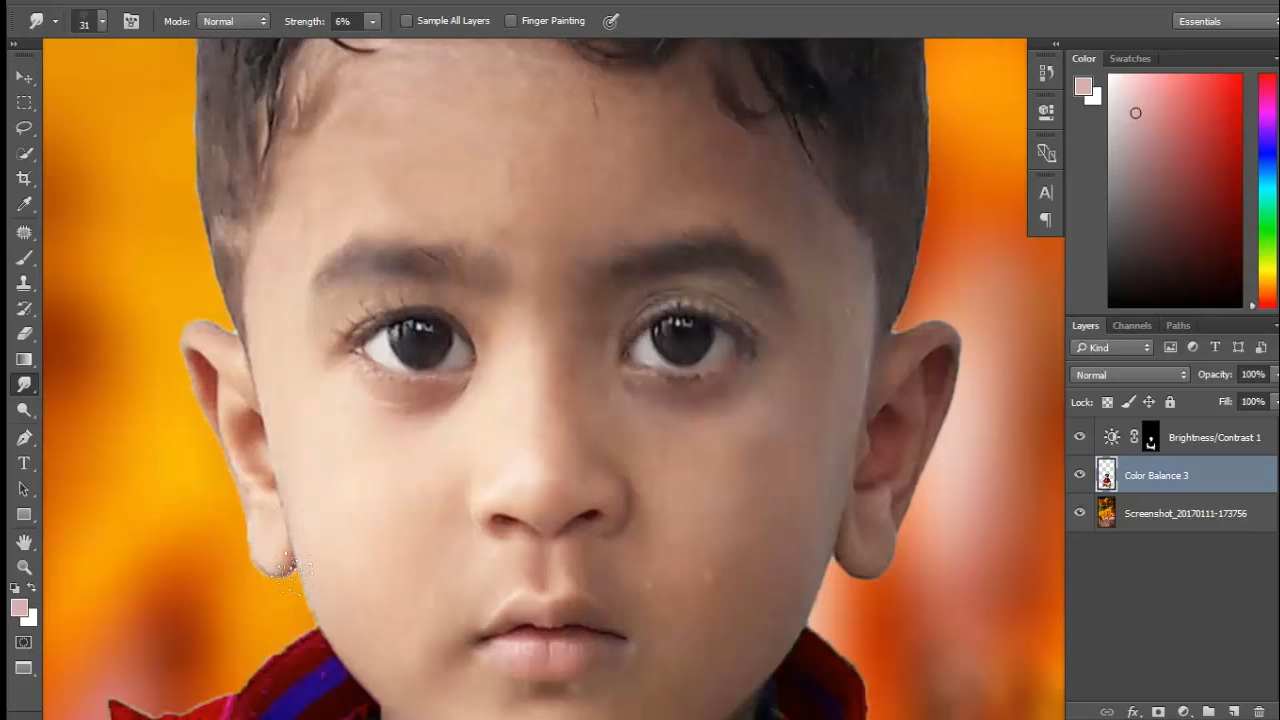 31 Mode: Normal Strength: 6% Sample All Layers Finger Painting Essentials
Color Swatches
Layers Channels Paths
Kind
Normal Opacity: 100%
Lock: Fill: 100%
Brightness/Contrast 1
Color Balance 3
Screenshot_20170111-173756